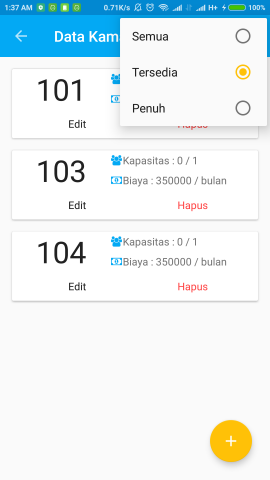 1:37 AM
0.71K/s
H+
100%
Data Kam
Semua
Tersedia
Penuh
101
Edit
Hapus
103
Kapasitas : 0 / 1
Biaya : 350000 / bulan
Edit
Hapus
104
Kapasitas : 0 / 1
Biaya : 350000 / bulan
Edit
Hapus
+